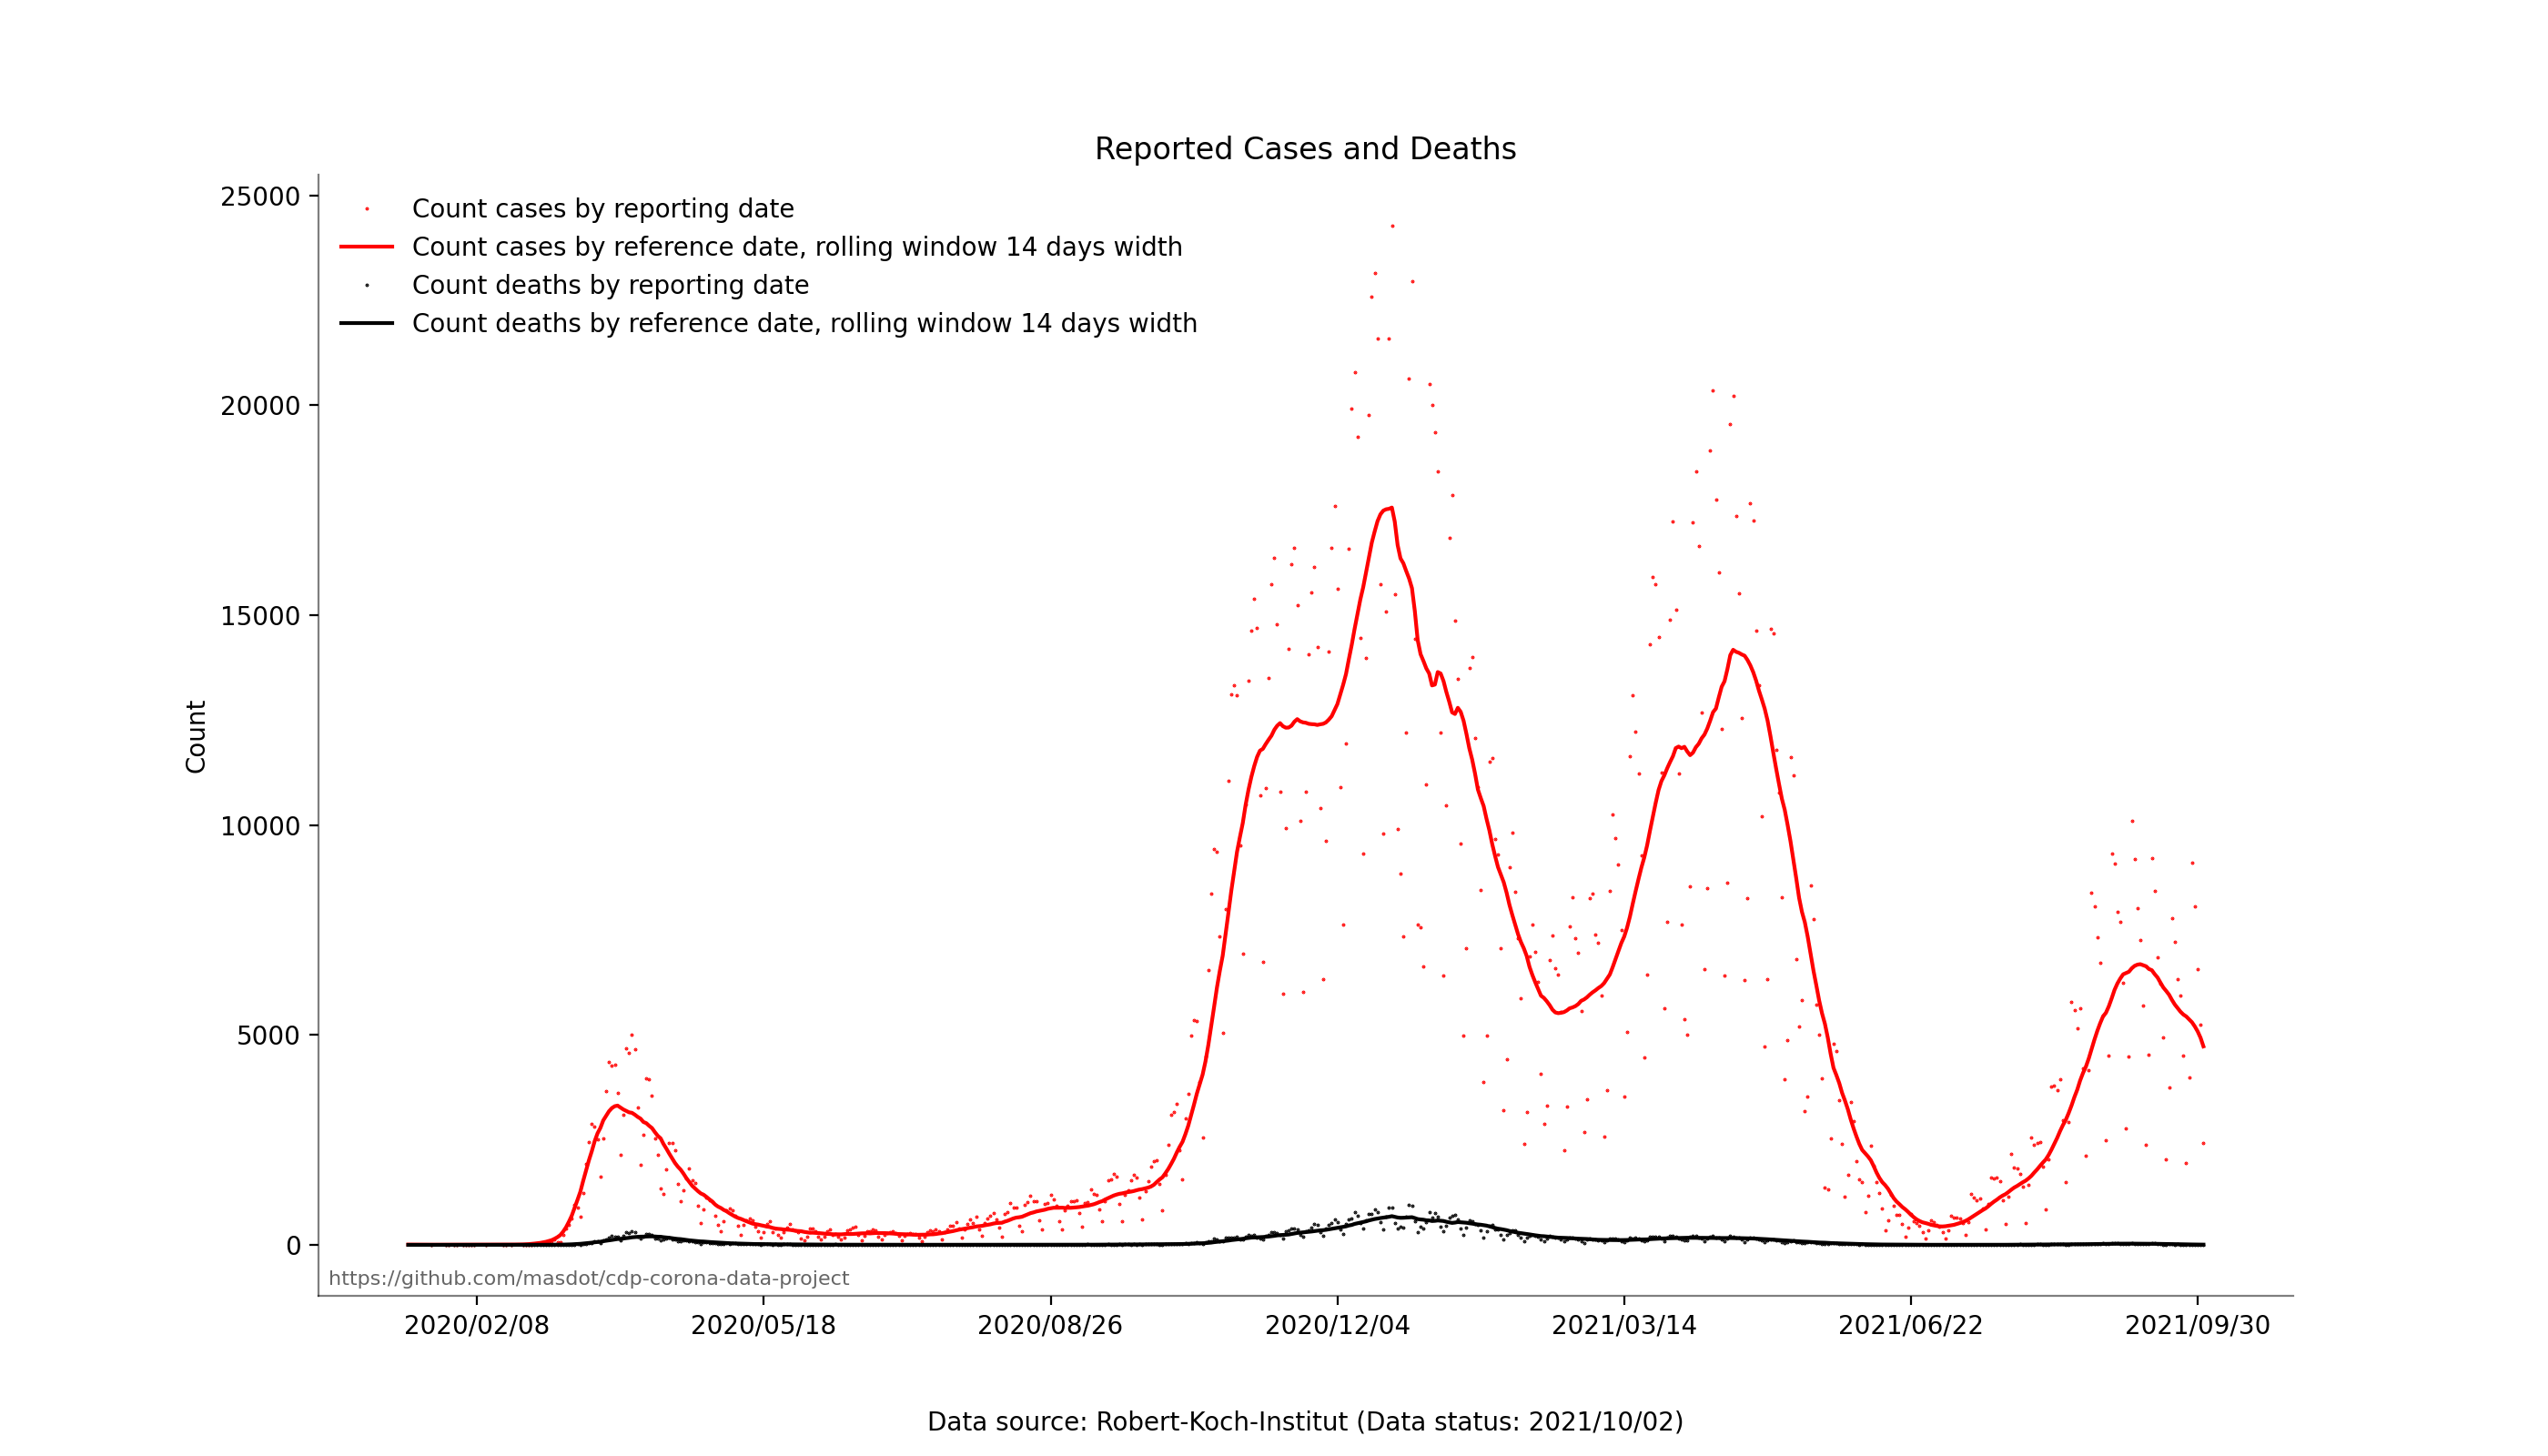 Reported Cases and Deaths
25000
20000
15000
10000
5000
0
Count
Count cases by reporting date
Count cases by reference date, rolling window 14 days width
Count deaths by reporting date
Count deaths by reference date, rolling window 14 days width
https://github.com/masdot/cdp-corona-data-project
2020/02/08
2020/05/18
2020/08/26
2020/12/04
2021/03/14
2021/06/22
2021/09/30
Data source: Robert-Koch-Institut (Data status: 2021/10/02)